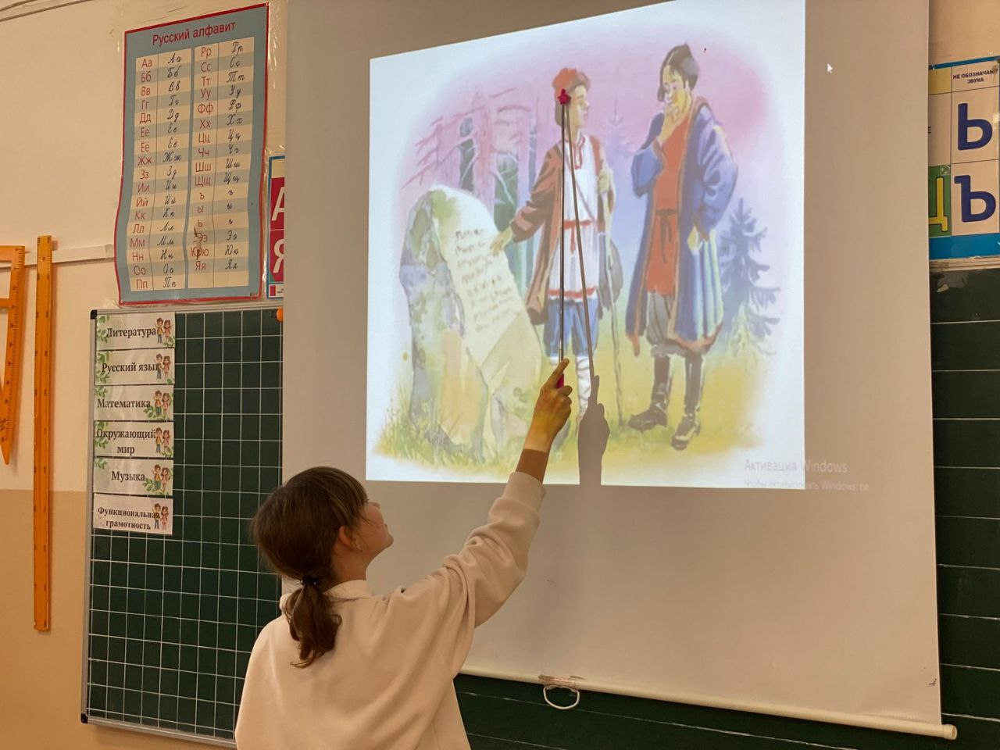 Русский алфавит
Аа Аа Рр Рр
Бб Бб Сс Сс
Вв Вв Тт Тт
Гг Гг Уу Уу
Дд Дд Фф Фф
Ее Ее Хх Хх
Ёё Ёё Цц Цц
Жж Жж Чч Чч
Зз Зз Шш Шш
Ии Ии Щщ Щщ
Йй Йй ъ ъ
Кк Кк ы ы
Лл Лл ь ь
Мм Мм Ээ Ээ
Нн Нн Юю Юю
Оо Оо Яя Яя
Пп Пп
А
Я
Литература
Русский язык
Математика
Окружающий
мир
Музыка
Функциональная
грамотность
Активация Windows
Чтобы активировать Windows, пе
НЕ ОБОЗНАЧАЮТ
ЗВУКА
Ь
Ъ